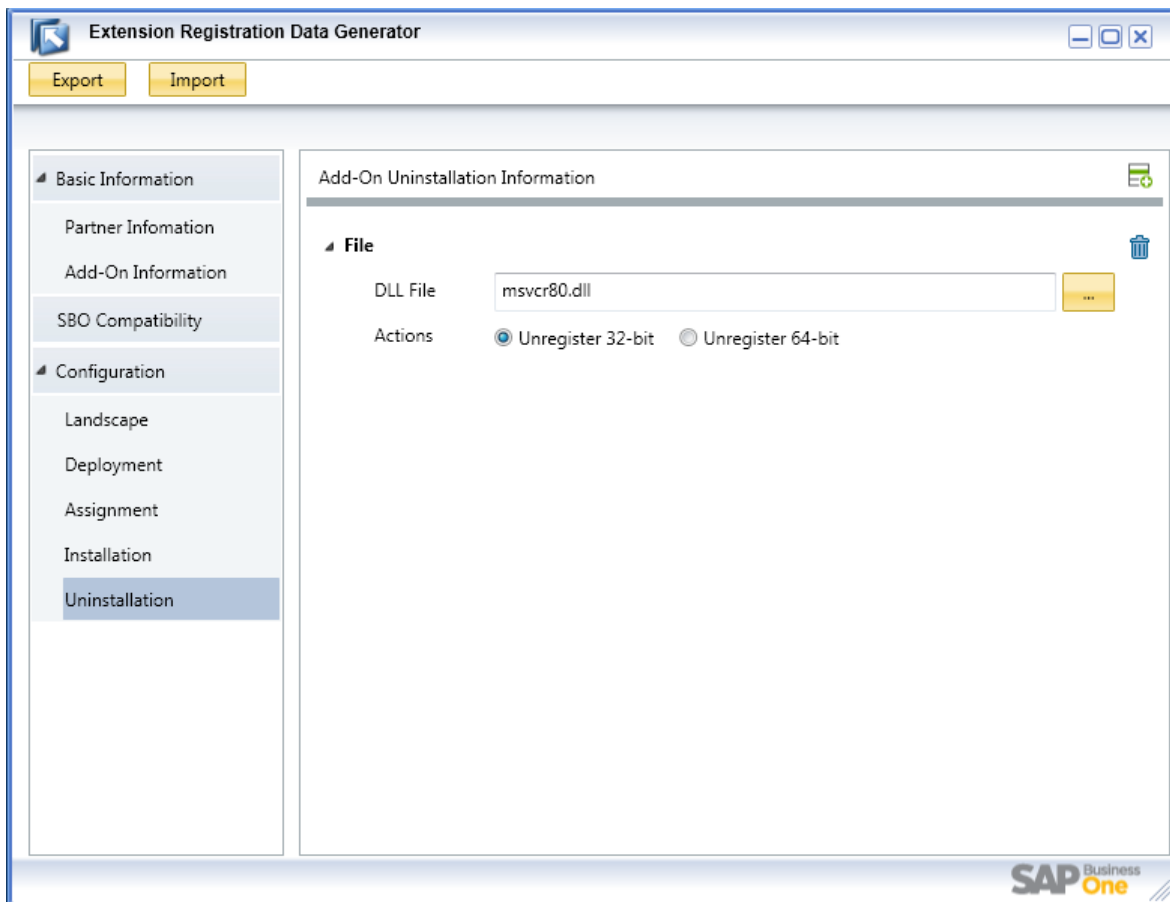 Extension Registration Data Generator
Export Import
Basic Information
Partner Infomation
Add-On Information
SBO Compatibility
Configuration
Landscape
Deployment
Assignment
Installation
Uninstallation
Add-On Uninstallation Information
File
DLL File msvcr80.dll ...
Actions Unregister 32-bit Unregister 64-bit
SAP Business One